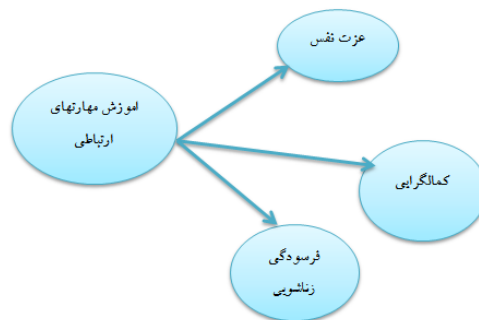 عزت نفس
اموزش مهارتهای
ارتباطی
کمالگرایی
فرسودگی
زناشویی